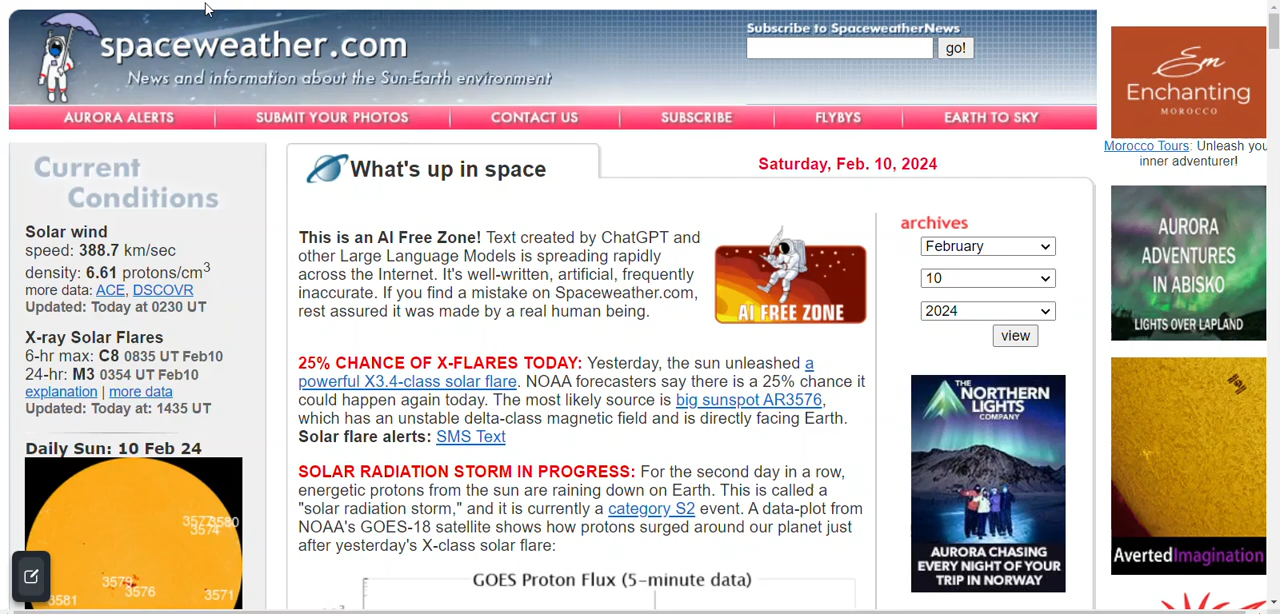 spaceweather.com
News and information about the Sun-Earth environment
Subscribe to SpaceweatherNews
go!
AURORA ALERTS
SUBMIT YOUR PHOTOS
CONTACT US
SUBSCRIBE
FLYBYS
EARTH TO SKY
Current
Conditions
Solar wind
speed: 388.7 km/sec
density: 6.61 protons/cm3
more data: ACE, DSCOVR
Updated: Today at 0230 UT
X-ray Solar Flares
6-hr max: C8 0835 UT Feb10
24-hr: M3 0354 UT Feb10
explanation | more data
Updated: Today at: 1435 UT
Daily Sun: 10 Feb 24
3574
3576
3571
3581
What's up in space
Saturday, Feb. 10, 2024
This is an AI Free Zone! Text created by ChatGPT and
other Large Language Models is spreading rapidly
across the Internet. It's well-written, artificial, frequently
inaccurate. If you find a mistake on Spaceweather.com,
rest assured it was made by a real human being.
AI FREE ZONE
25% CHANCE OF X-FLARES TODAY: Yesterday, the sun unleashed a
powerful X3.4-class solar flare. NOAA forecasters say there is a 25% chance it
could happen again today. The most likely source is big sunspot AR3576,
which has an unstable delta-class magnetic field and is directly facing Earth.
Solar flare alerts: SMS Text
SOLAR RADIATION STORM IN PROGRESS: For the second day in a row,
energetic protons from the sun are raining down on Earth. This is called a
"solar radiation storm," and it is currently a category S2 event. A data-plot from
NOAA's GOES-18 satellite shows how protons surged around our planet just
after yesterday's X-class solar flare:
GOES Proton Flux (5-minute data)
archives
February
10
2024
view
THE
NORTHERN
LIGHTS
COMPANY
AURORA CHASING
EVERY NIGHT OF YOUR
TRIP IN NORWAY
Em
Enchanting
MOROCCO
Morocco Tours: Unleash you
inner adventurer!
AURORA
ADVENTURES
IN ABISKO
LIGHTS OVER LAPLAND
AvertedImagination